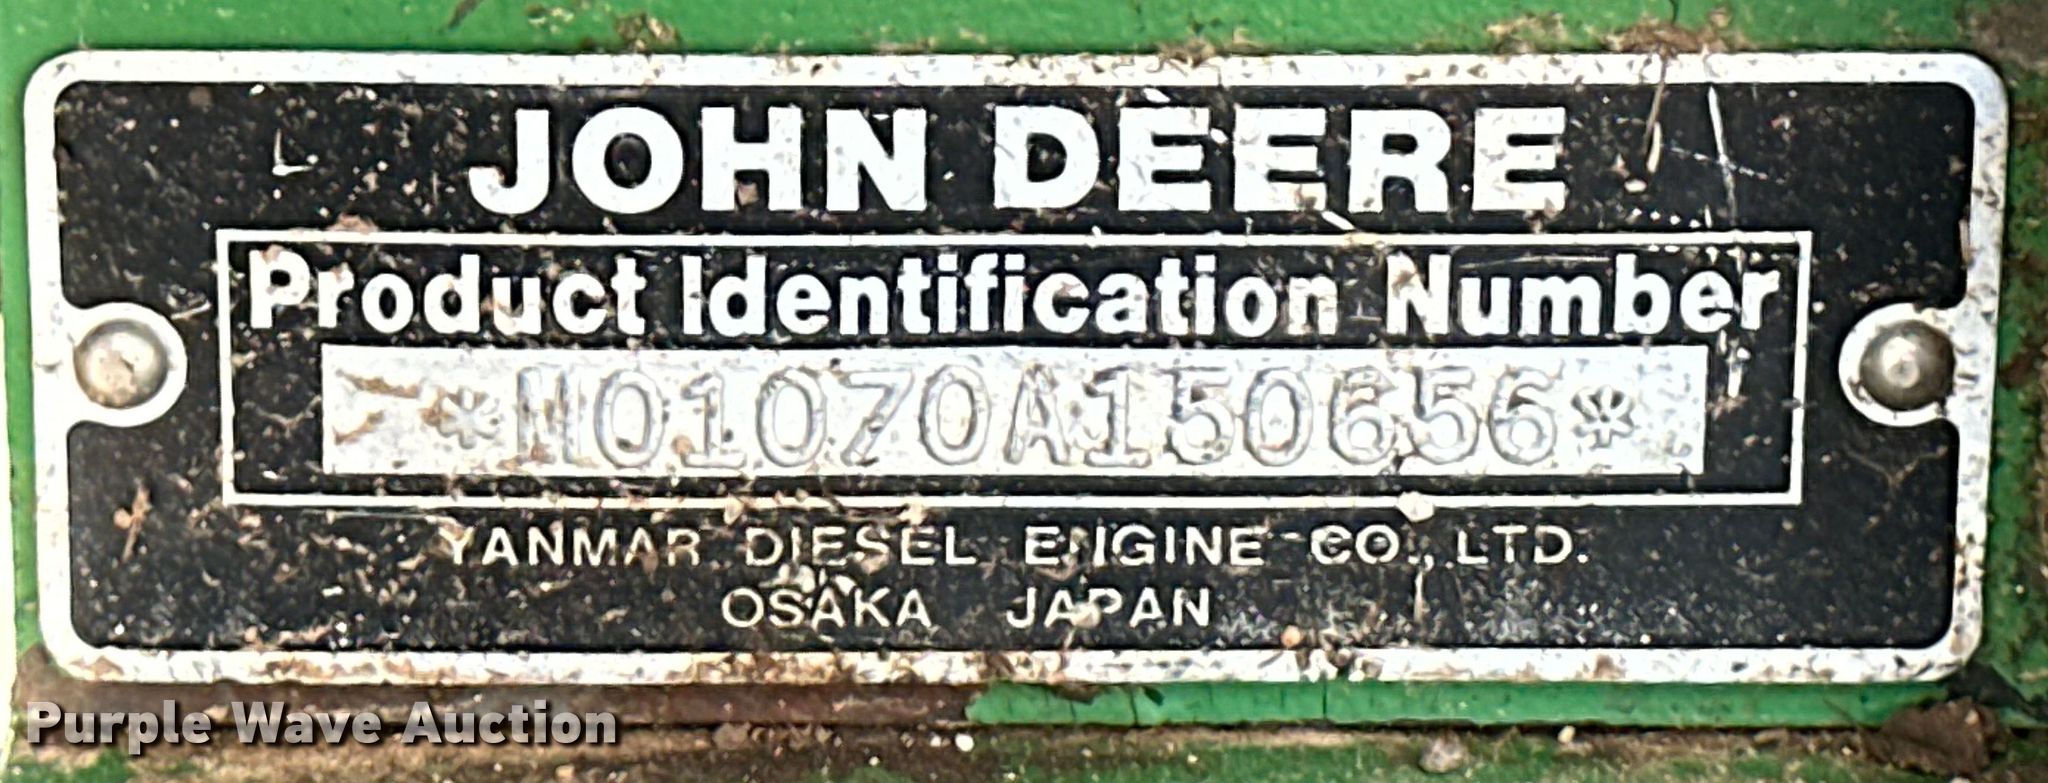 JOHN DEERE
Product Identification Number
*M01070A150656*
YANMAR DIESEL ENGINE CO., LTD.
OSAKA JAPAN
Purple Wave Auction